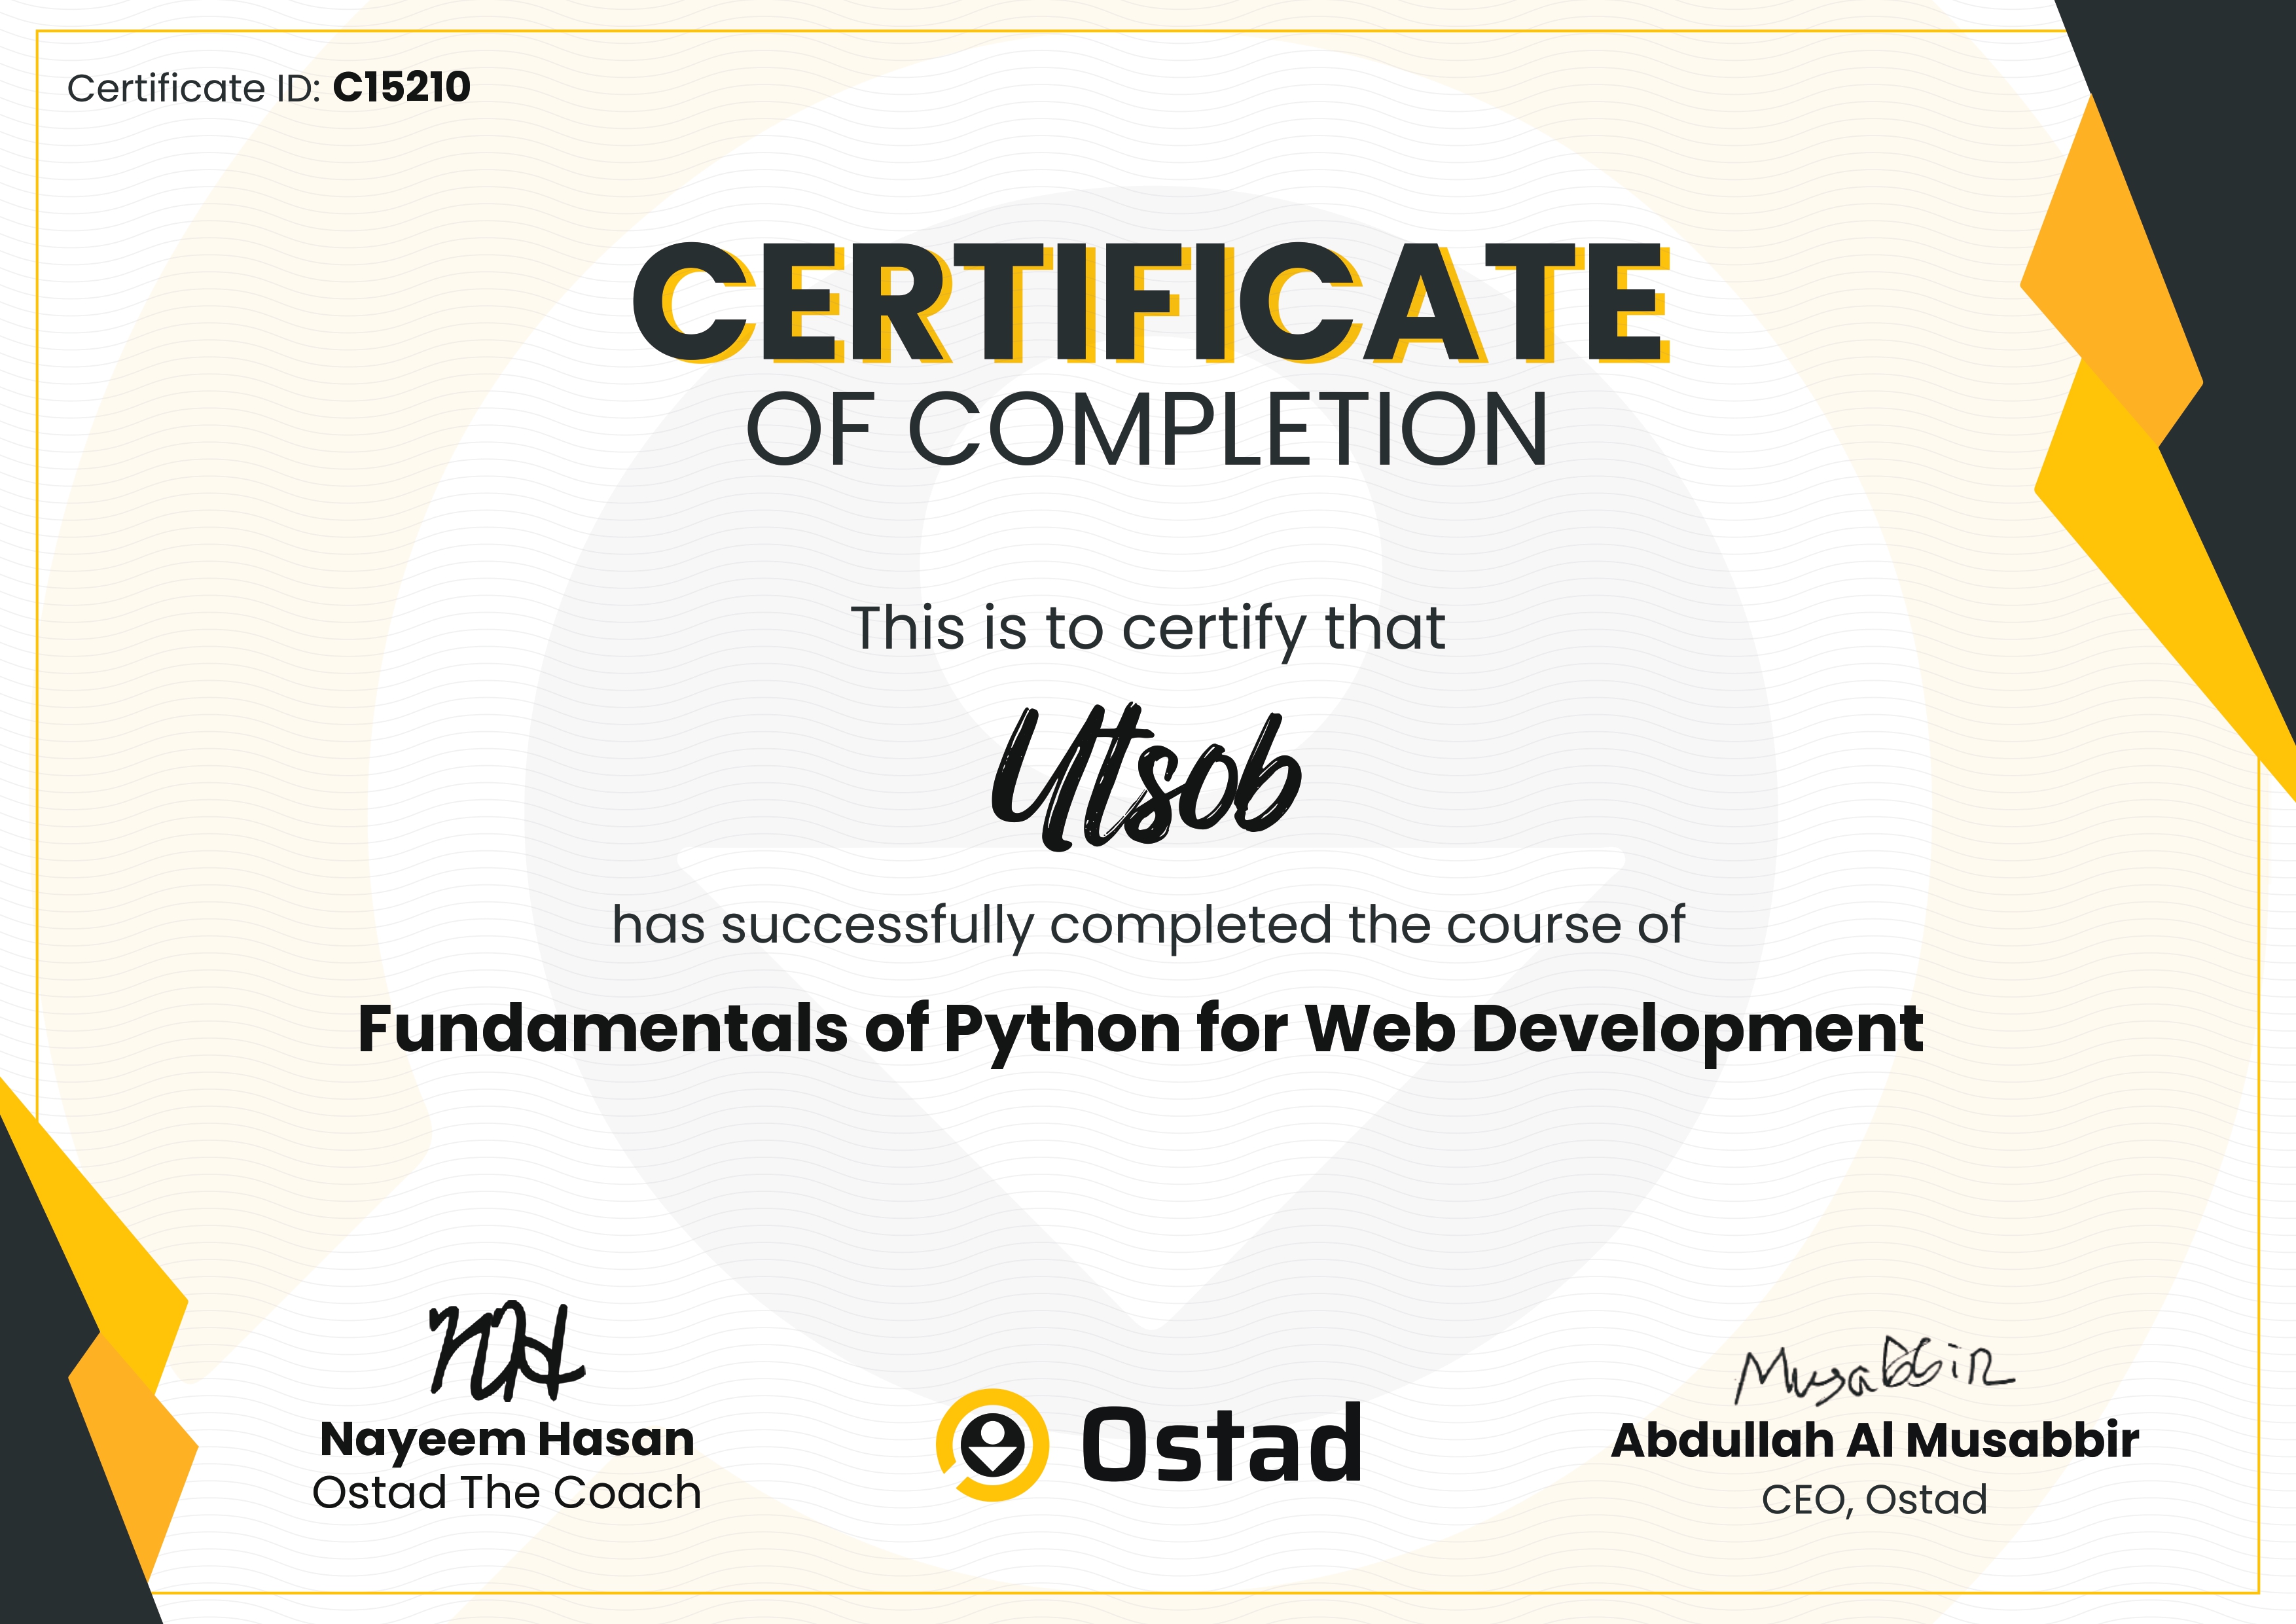 Certificate ID: C15210
CERTIFICATE
OF COMPLETION
This is to certify that
Utsob
has successfully completed the course of
Fundamentals of Python for Web Development
NH
Nayeem Hasan
Ostad The Coach
Ostad
Musabbir
Abdullah Al Musabbir
CEO, Ostad